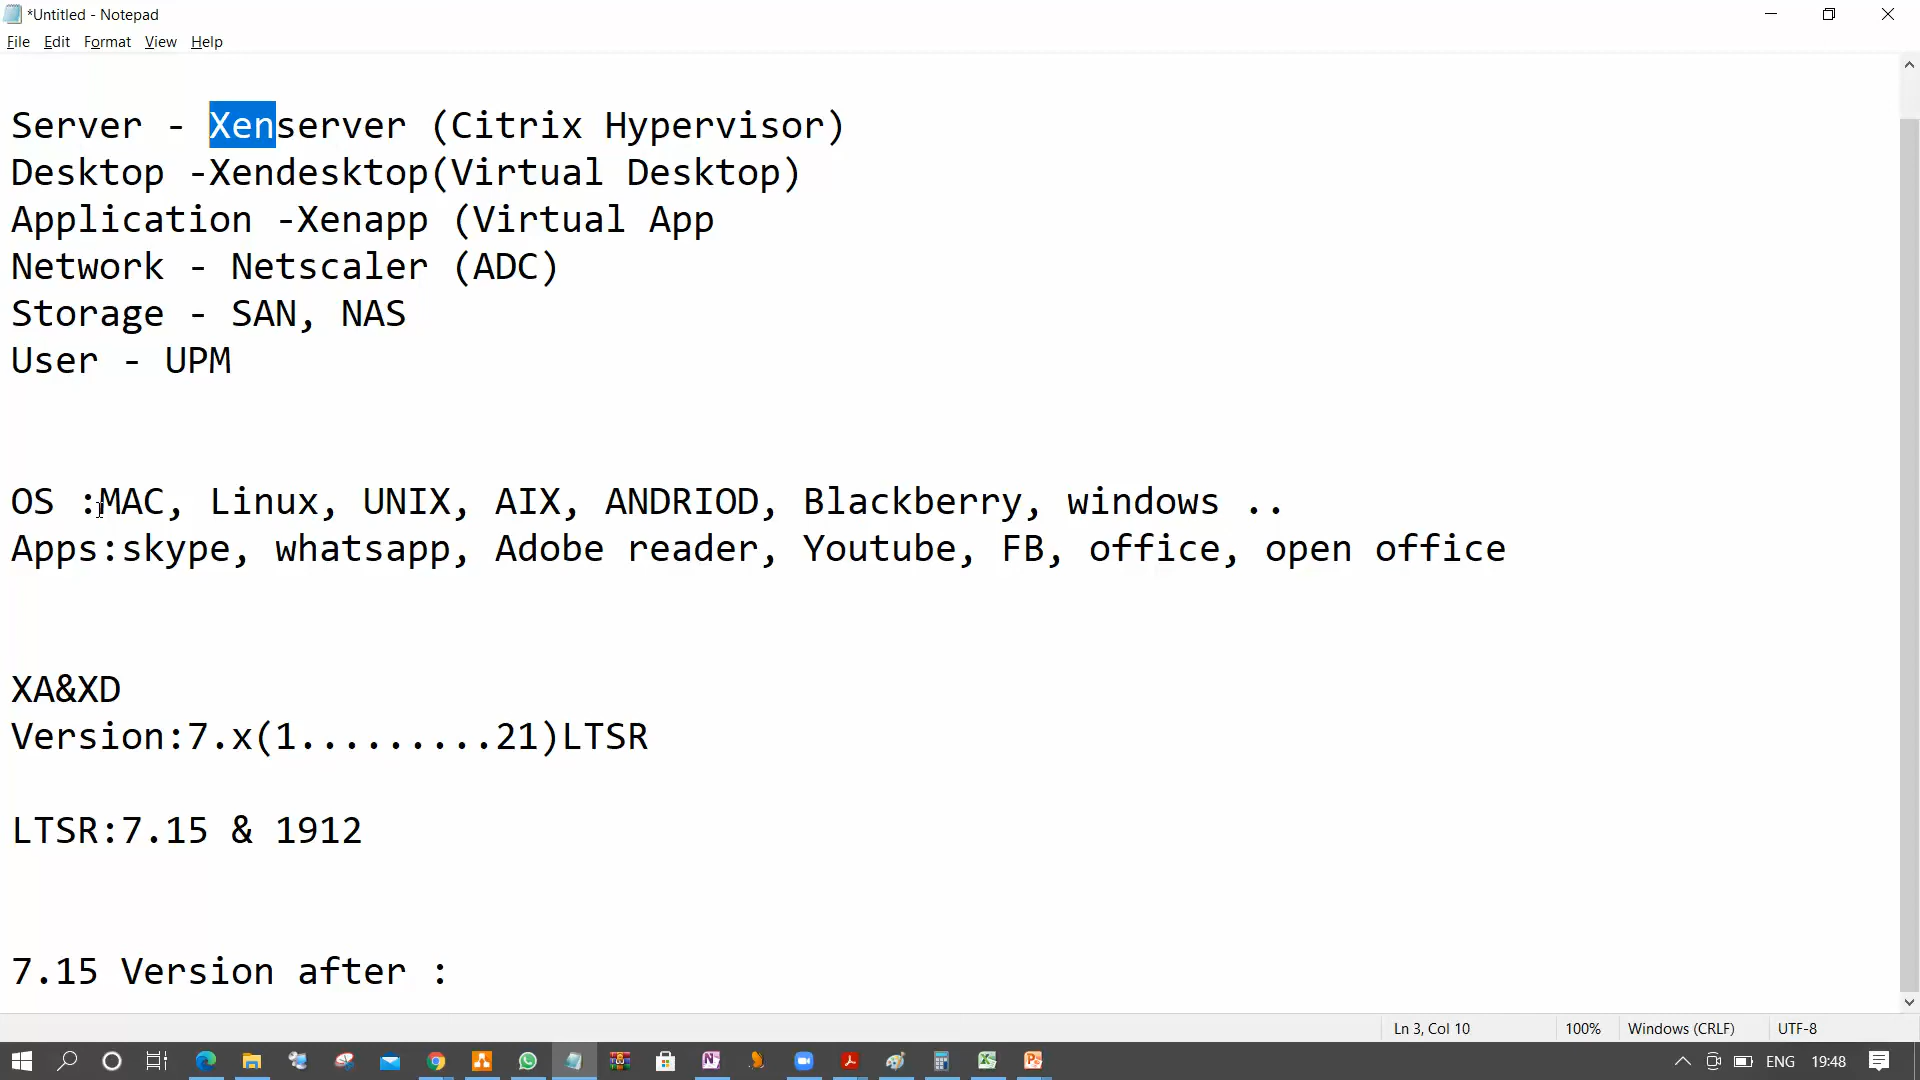 *Untitled - Notepad
File Edit Format View Help
Server - Xenserver (Citrix Hypervisor)
Desktop -Xendesktop(Virtual Desktop)
Application -Xenapp (Virtual App
Network - Netscaler (ADC)
Storage - SAN, NAS
User - UPM
OS :MAC, Linux, UNIX, AIX, ANDRIOD, Blackberry, windows ..
Apps:skype, whatsapp, Adobe reader, Youtube, FB, office, open office
XA&XD
Version:7.x(1.........21)LTSR
LTSR:7.15 & 1912
7.15 Version after :
Ln 3, Col 10 100% Windows (CRLF) UTF-8
ENG 19:48